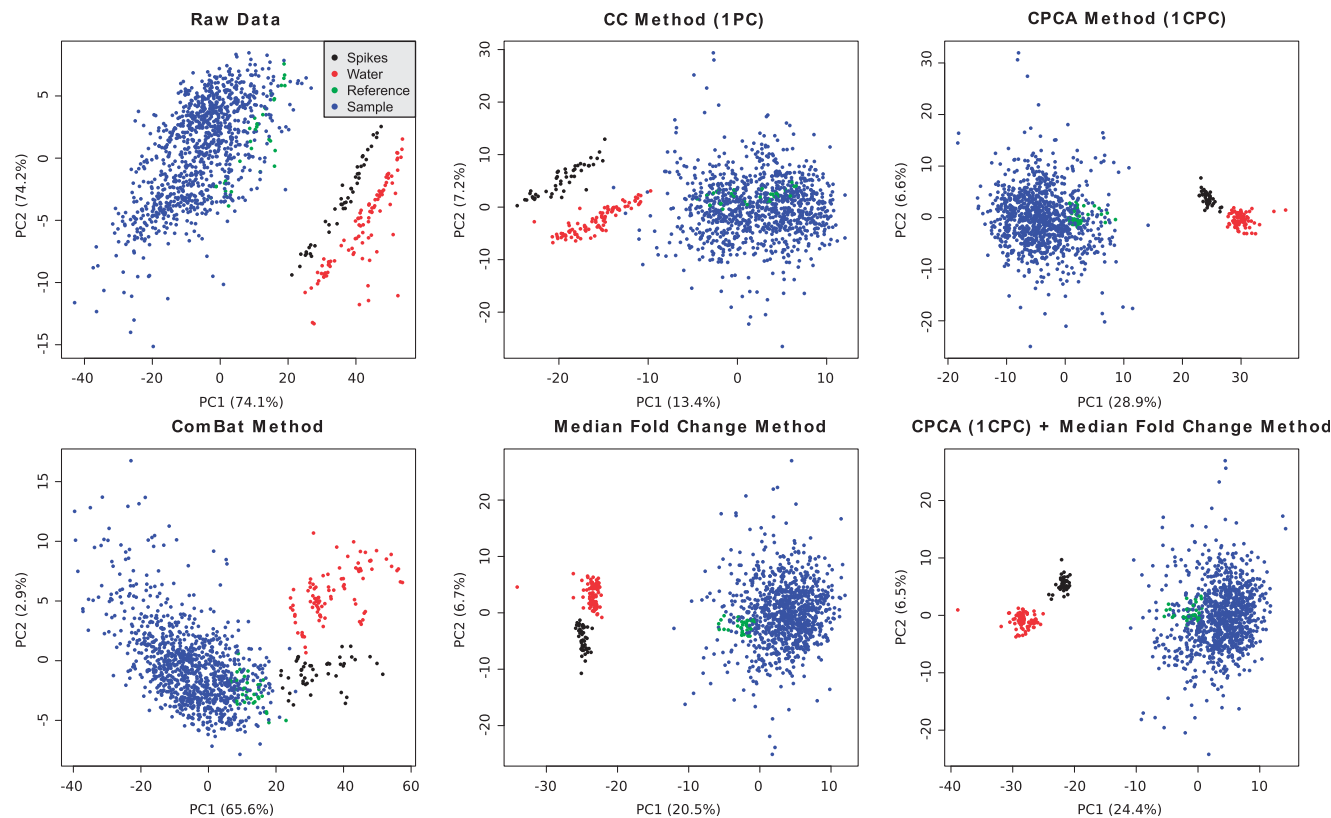 Raw Data
Spikes
Water
Reference
Sample
5
0
-5
-10
-15
PC2 (74.2%)
-40 -20 0 20 40
PC1 (74.1%)
CC Method (1PC)
30
20
10
0
-10
-20
PC2 (7.2%)
-20 -10 0 10
PC1 (13.4%)
CPCA Method (1CPC)
30
20
10
0
-10
-20
PC2 (6.6%)
-20 -10 0 10 20 30
PC1 (28.9%)
ComBat Method
15
10
5
0
-5
PC2 (2.9%)
-40 -20 0 20 40 60
PC1 (65.6%)
Median Fold Change Method
20
10
0
-10
-20
PC2 (6.7%)
-30 -20 -10 0 10
PC1 (20.5%)
CPCA (1CPC) + Median Fold Change Method
20
10
0
-10
-20
PC2 (6.5%)
-40 -30 -20 -10 0 10
PC1 (24.4%)